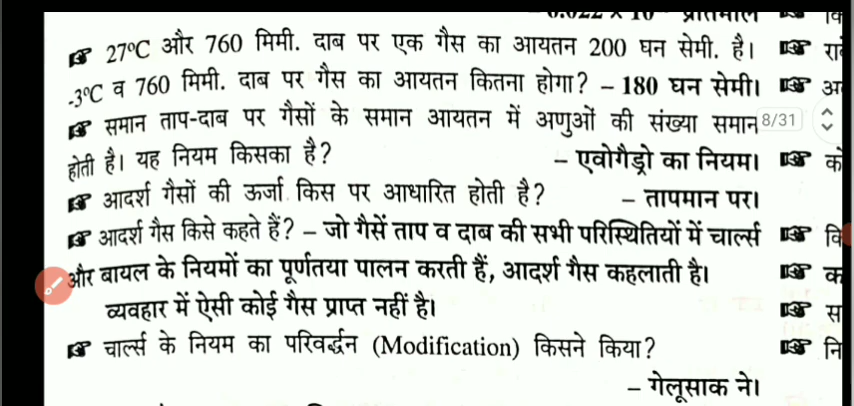 27°C और 760 मिमी. दाब पर एक गैस का आयतन 200 घन सेमी. है।
-3°C व 760 मिमी. दाब पर गैस का आयतन कितना होगा? – 180 घन सेमी।
समान ताप-दाब पर गैसों के समान आयतन में अणुओं की संख्या समान
8/31
होती है। यह नियम किसका है? – एवोगैड्रो का नियम।
आदर्श गैसों की ऊर्जा किस पर आधारित होती है? – तापमान पर।
आदर्श गैस किसे कहते हैं? – जो गैसें ताप व दाब की सभी परिस्थितियों में चार्ल्स
और बायल के नियमों का पूर्णतया पालन करती हैं, आदर्श गैस कहलाती है।
व्यवहार में ऐसी कोई गैस प्राप्त नहीं है।
चार्ल्स के नियम का परिवर्द्धन (Modification) किसने किया?
– गेलूसाक ने।